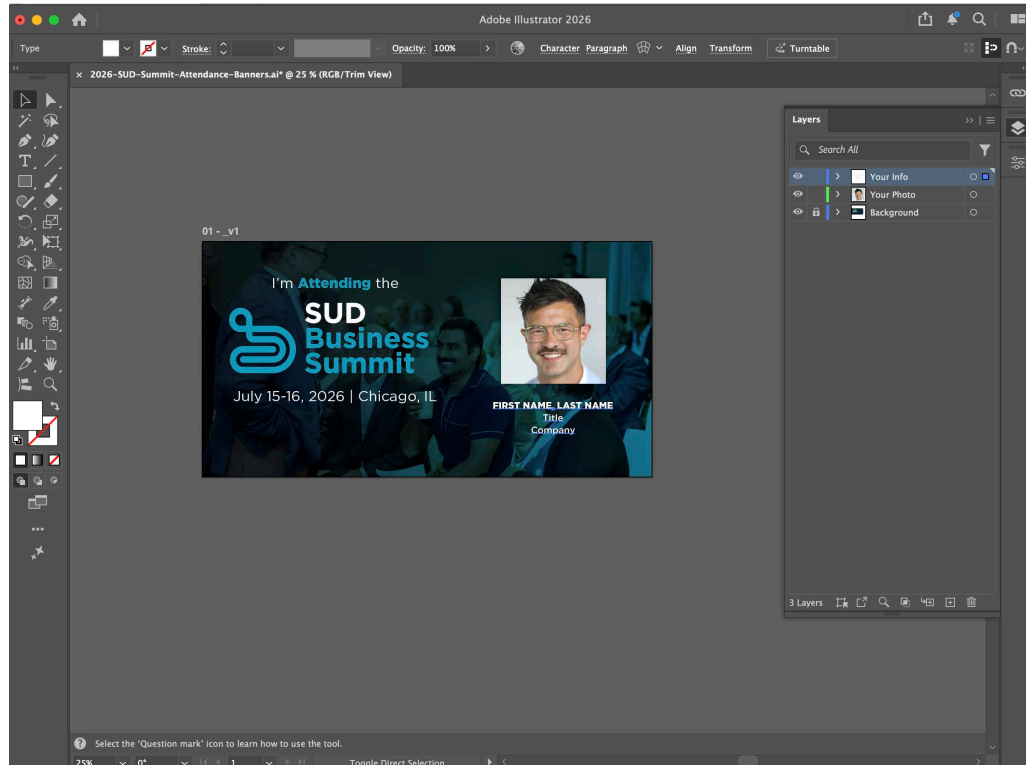 Adobe Illustrator 2026
Type
Stroke:
Opacity: 100%
Character Paragraph
Align Transform
Turntable
× 2026-SUD-Summit-Attendance-Banners.ai* @ 25 % (RGB/Trim View)
Layers
Search All
Your Info
Your Photo
Background
01 - _v1
I'm Attending the
SUD
Business
Summit
July 15-16, 2026 | Chicago, IL
FIRST NAME LAST NAME
Title
Company
3 Layers
Select the 'Question mark' icon to learn how to use the tool.
25% 0° 1 Toggle Direct Selection